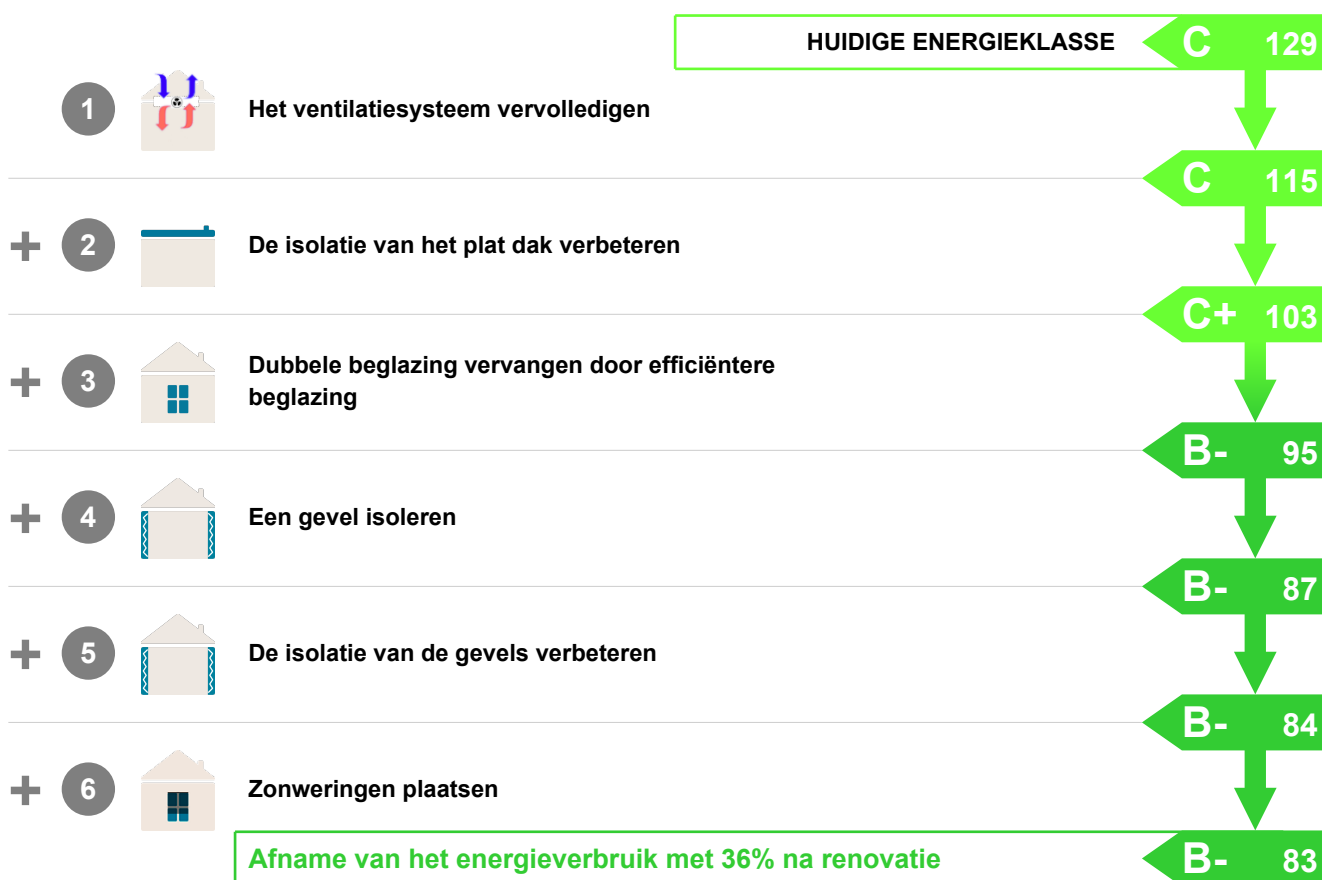 HUIDIGE ENERGIEKLASSE C 129
1 Het ventilatiesysteem vervolledigen
C 115
+ 2 De isolatie van het plat dak verbeteren
C+ 103
+ 3 Dubbele beglazing vervangen door efficiëntere
beglazing
B- 95
+ 4 Een gevel isoleren
B- 87
+ 5 De isolatie van de gevels verbeteren
B- 84
+ 6 Zonweringen plaatsen
Afname van het energieverbruik met 36% na renovatie B- 83